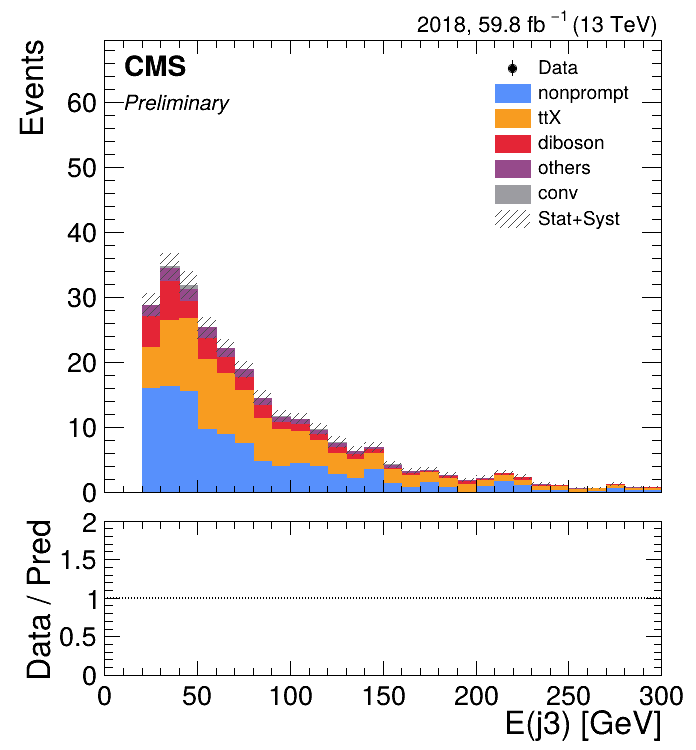 2018, 59.8 fb⁻¹ (13 TeV)
CMS
Preliminary
Events
Data
nonprompt
ttX
diboson
others
conv
Stat+Syst
60
50
40
30
20
10
0
Data / Pred
2
1.5
1
0.5
0
0 50 100 150 200 250 300
E(j3) [GeV]